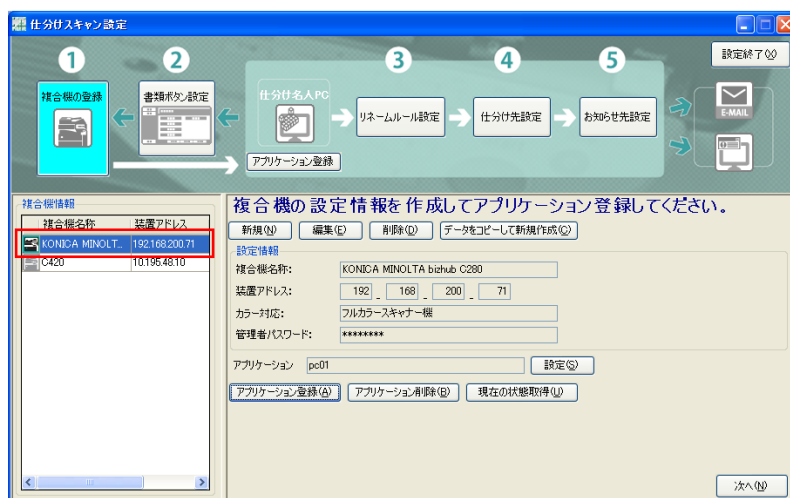 仕分けスキャン設定
設定終了(X)
1
2
3
4
5
複合機の登録
書類ボタン設定
仕分け名人PC
リネームルール設定
仕分け先設定
お知らせ先設定
E-MAIL
アプリケーション登録
複合機情報
複合機名称 装置アドレス
KONICA MINOLT... 192.168.200.71
C420 10.195.48.10
複合機の設定情報を作成してアプリケーション登録してください。
新規(N) 編集(E) 削除(D) データをコピーして新規作成(C)
設定情報
複合機名称: KONICA MINOLTA bizhub C280
装置アドレス: 192 . 168 . 200 . 71
カラー対応: フルカラースキャナー機
管理者パスワード: ********
アプリケーション pc01 設定(S)
アプリケーション登録(A) アプリケーション削除(B) 現在の状態取得(U)
次へ(N)